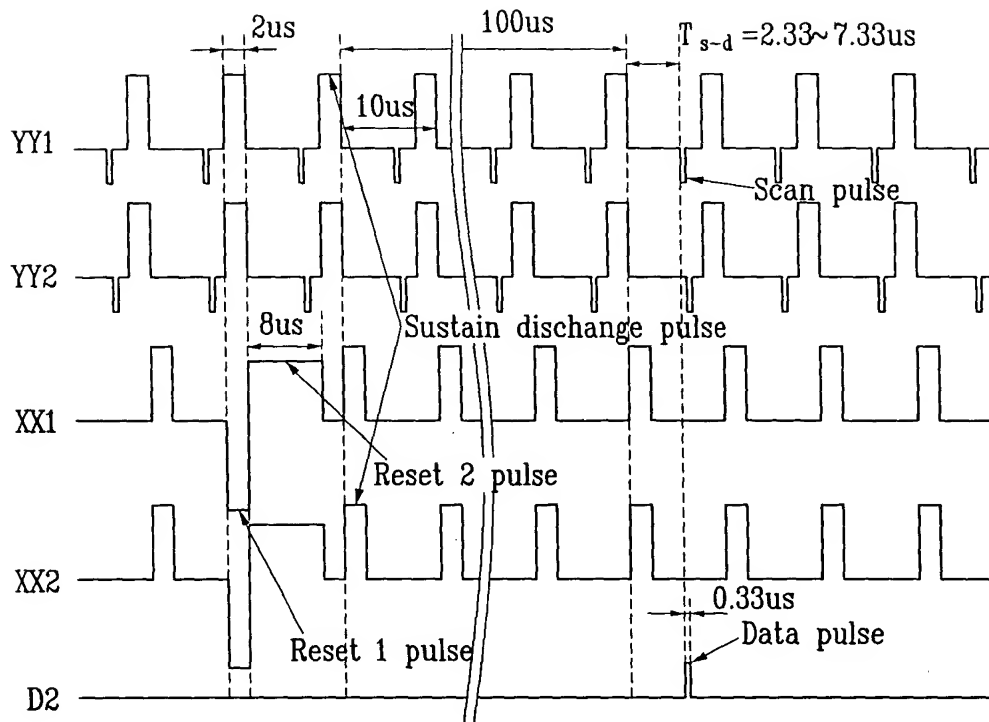 2us
100us
T s-d =2.33~7.33us
10us
YY1
Scan pulse
YY2
8us
Sustain dischange pulse
XX1
Reset 2 pulse
XX2
0.33us
Reset 1 pulse
Data pulse
D2